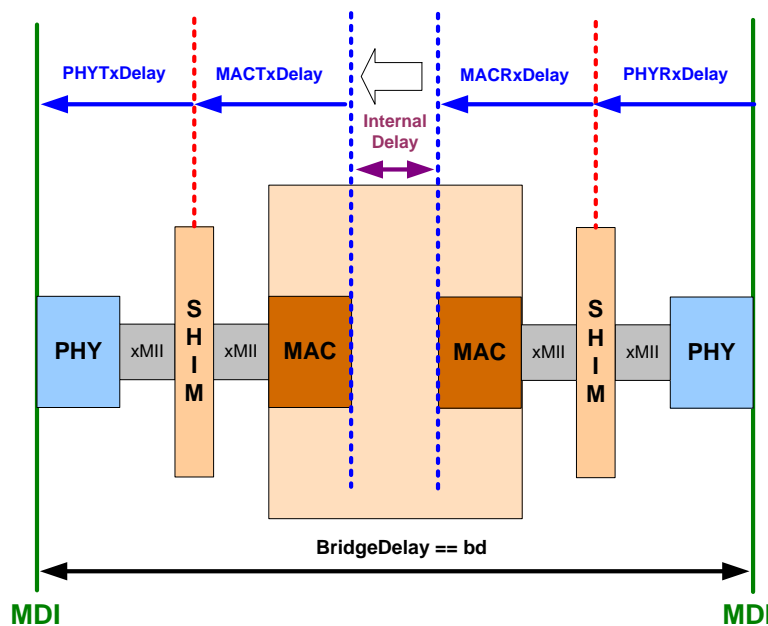 PHYTxDelay
MACTxDelay
MACRxDelay
PHYRxDelay
Internal
Delay
PHY
xMII
S
H
I
M
xMII
MAC
MAC
xMII
S
H
I
M
xMII
PHY
BridgeDelay == bd
MDI
MDI